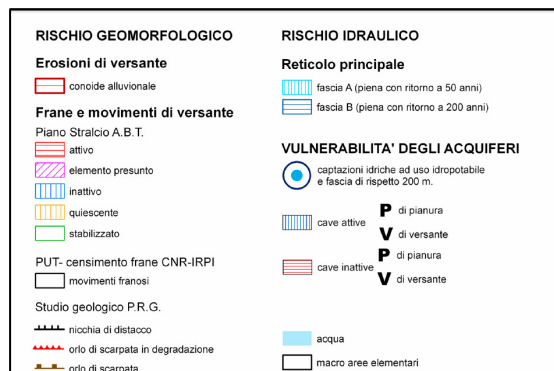 RISCHIO GEOMORFOLOGICO
Erosioni di versante
conoide alluvionale
Frane e movimenti di versante
Piano Stralcio A.B.T.
attivo
elemento presunto
inattivo
quiescente
stabilizzato
PUT- censimento frane CNR-IRPI
movimenti franosi
Studio geologico P.R.G.
nicchia di distacco
orlo di scarpata in degradazione
orlo di scarpata
RISCHIO IDRAULICO
Reticolo principale
fascia A (piena con ritorno a 50 anni)
fascia B (piena con ritorno a 200 anni)
VULNERABILITA' DEGLI ACQUIFERI
captazioni idriche ad uso idropotabile
e fascia di rispetto 200 m.
cave attive
P di pianura
V di versante
cave inattive
P di pianura
V di versante
acqua
macro aree elementari